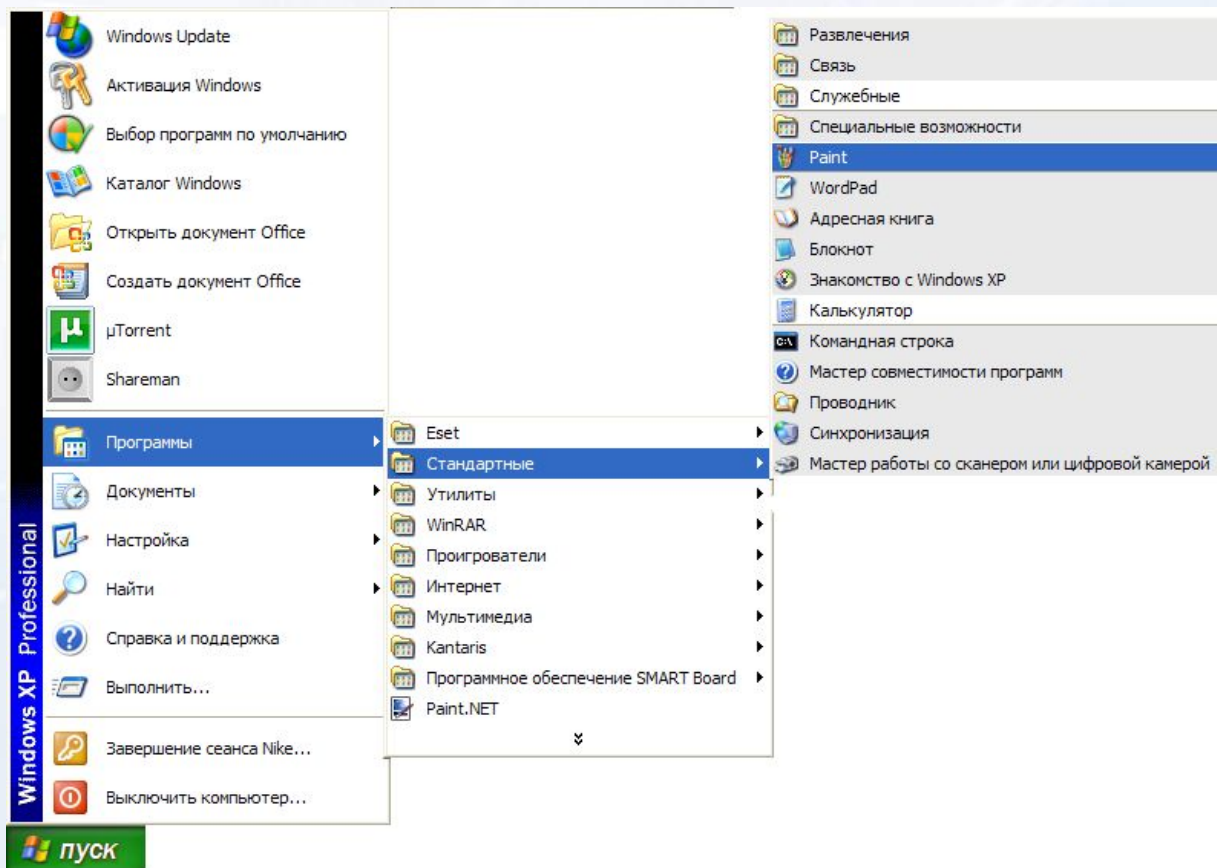 Windows Update
Активация Windows
Выбор программ по умолчанию
Каталог Windows
Открыть документ Office
Создать документ Office
µ
µTorrent
Shareman
Программы
Документы
Настройка
Найти
Справка и поддержка
Выполнить...
Завершение сеанса Nike...
Выключить компьютер...
Windows XP Professional
пуск
Eset
Стандартные
Утилиты
WinRAR
Проигрователи
Интернет
Мультимедиа
Kantaris
Программное обеспечение SMART Board
Paint.NET
Развлечения
Связь
Служебные
Специальные возможности
Paint
WordPad
Адресная книга
Блокнот
Знакомство с Windows XP
Калькулятор
Командная строка
Мастер совместимости программ
Проводник
Синхронизация
Мастер работы со сканером или цифровой камерой